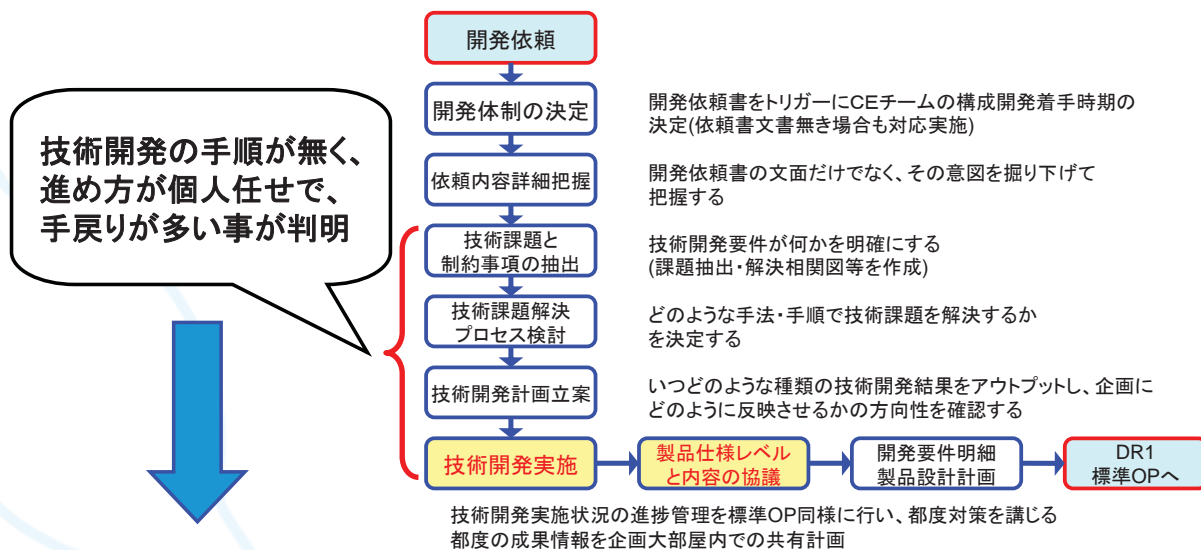 開発依頼
開発体制の決定
開発依頼書をトリガーにCEチームの構成開発着手時期の
決定(依頼書文書無き場合も対応実施)
技術開発の手順が無く、
進め方が個人任せで、
手戻りが多い事が判明
依頼内容詳細把握
開発依頼書の文面だけでなく、その意図を掘り下げて
把握する
技術課題と
制約事項の抽出
技術開発要件が何かを明確にする
(課題抽出・解決相関図等を作成)
技術課題解決
プロセス検討
どのような手法・手順で技術課題を解決するか
を決定する
技術開発計画立案
いつどのような種類の技術開発結果をアウトプットし、企画に
どのように反映させるかの方向性を確認する
技術開発実施
製品仕様レベル
と内容の協議
開発要件明細
製品設計計画
DR1
標準OPへ
技術開発実施状況の進捗管理を標準OP同様に行い、都度対策を講じる
都度の成果情報を企画大部屋内での共有計画